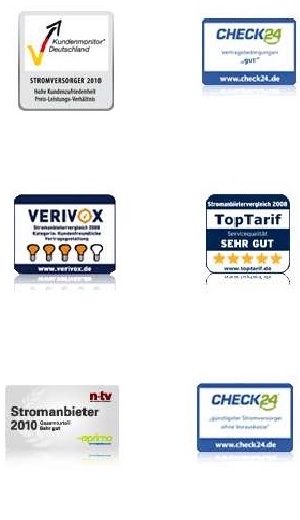 Kundenmonitor®
Deutschland
STROMVERSORGER 2010
Hohe Kundenzufriedenheit
Preis-Leistungs-Verhältnis
CHECK24
Vertragsbedingungen
„gut“
www.check24.de
VERIVOX
Stromanbietervergleich 2008
Kategorie: Kundenfreundliche
Vertragsgestaltung
www.verivox.de
Stromanbietervergleich 2008
TopTarif
Servicequalität
SEHR GUT
www.toptarif.de
n-tv
Stromanbieter
2010 Gesamturteil
Sehr gut
CHECK24
„günstigster Stromversorger
ohne Vorauskasse“
www.check24.de